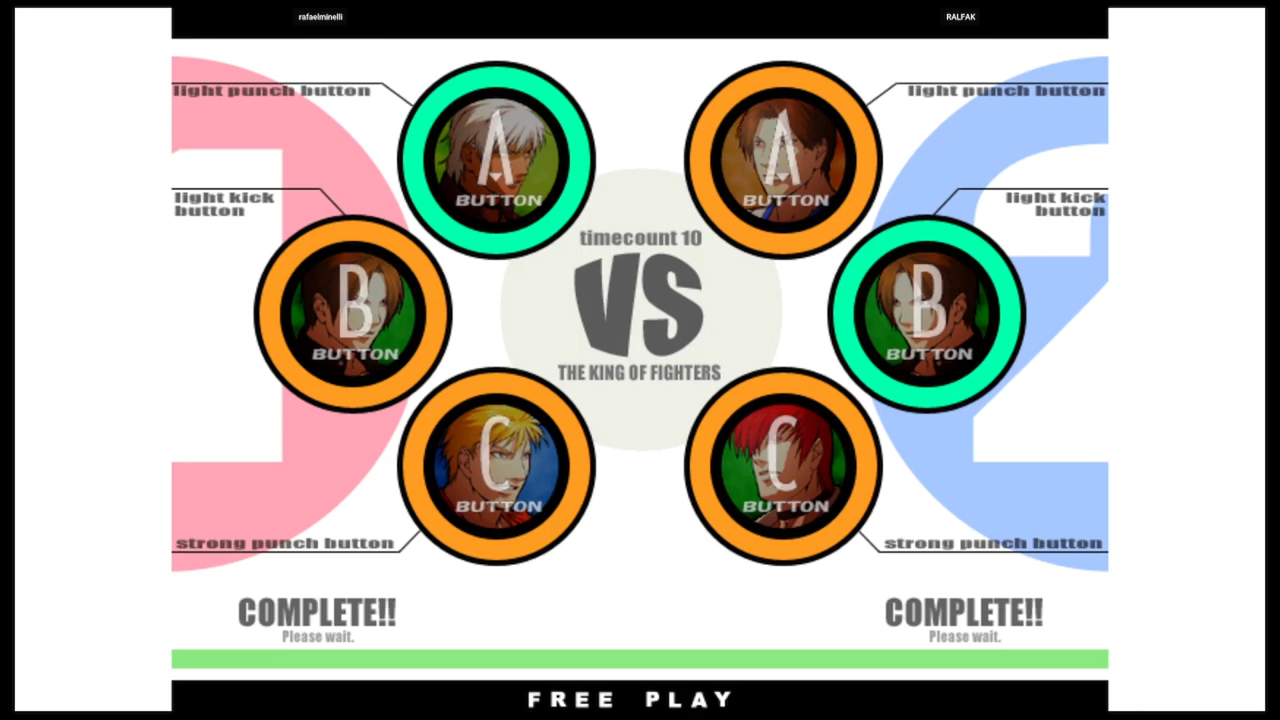 rafaelminelli
RALFAK
light punch button
light punch button
A
BUTTON
A
BUTTON
light kick
button
light kick
button
timecount 10
VS
THE KING OF FIGHTERS
B
BUTTON
B
BUTTON
C
BUTTON
C
BUTTON
strong punch button
strong punch button
COMPLETE!!
Please wait.
COMPLETE!!
Please wait.
FREE PLAY